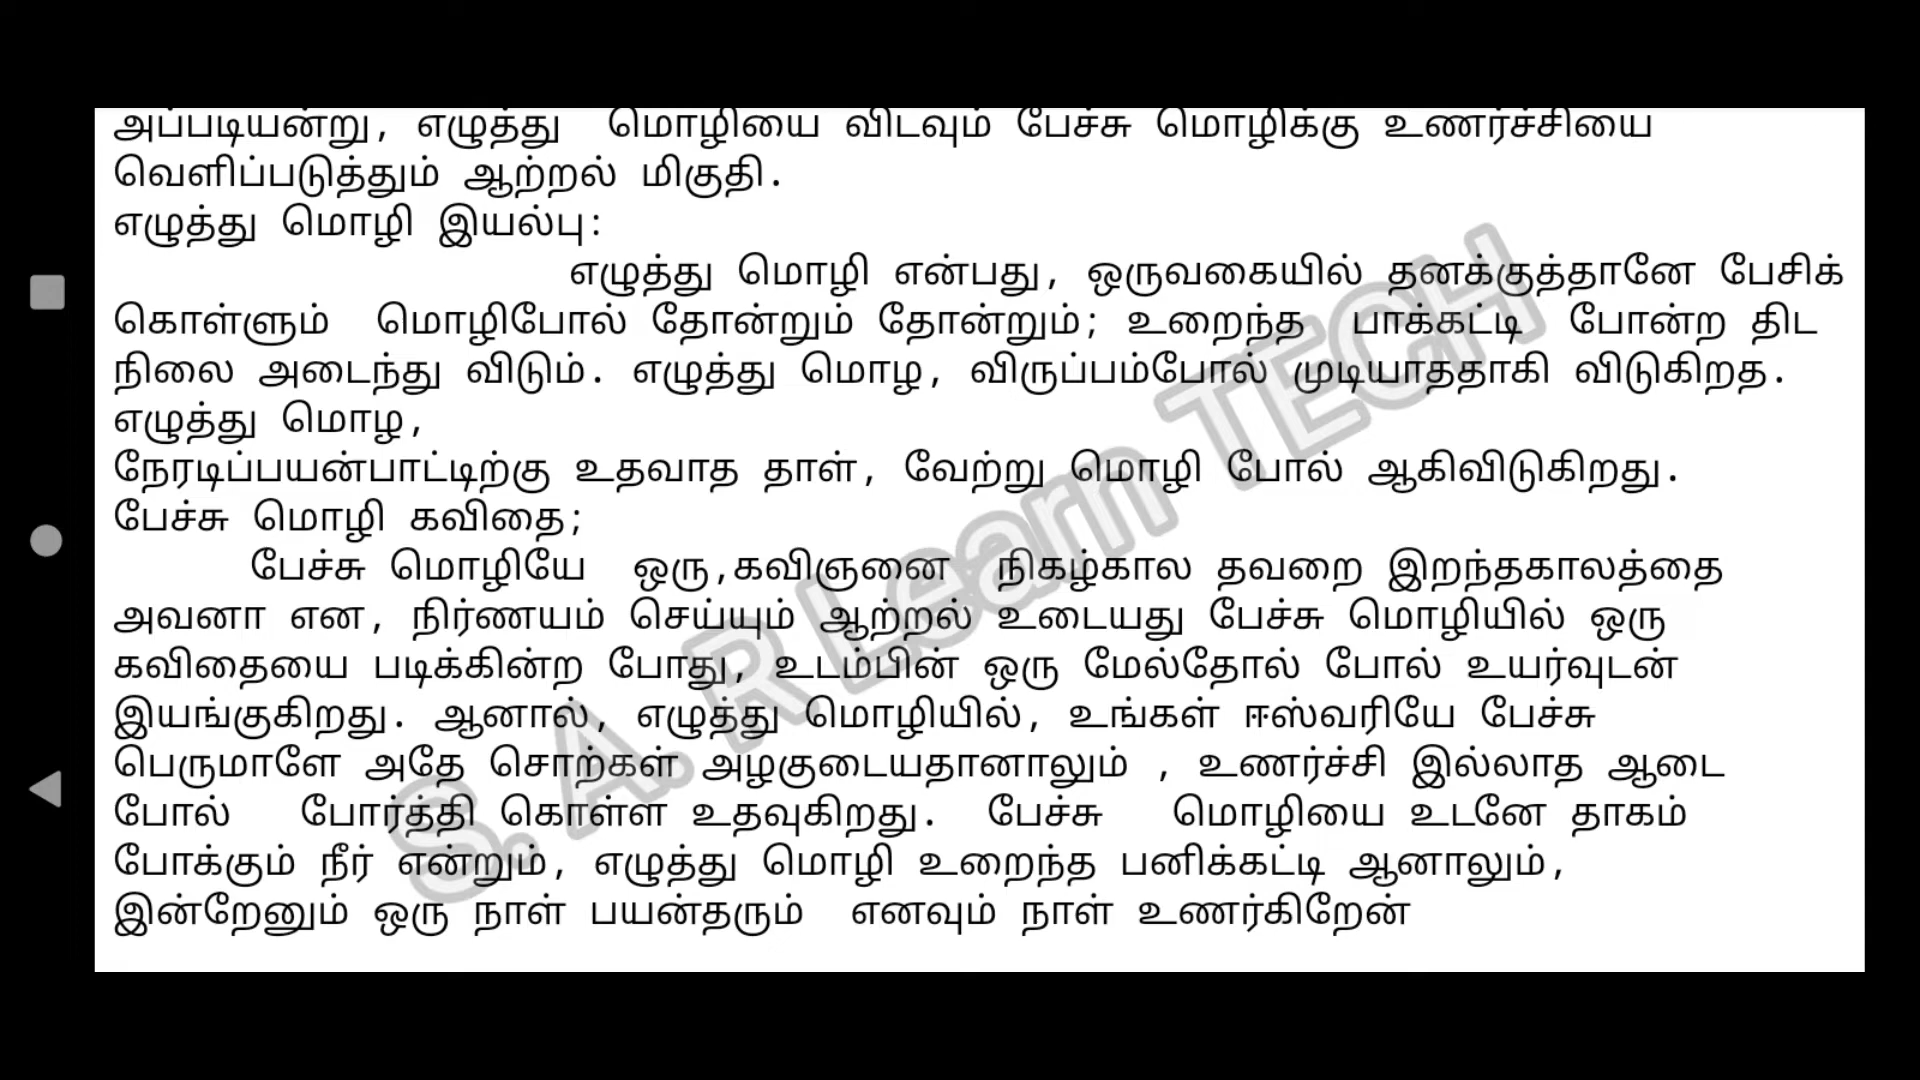 அப்படியன்று, எழுத்து மொழியை விடவும் பேச்சு மொழிக்கு உணர்ச்சியை
வெளிப்படுத்தும் ஆற்றல் மிகுதி.
எழுத்து மொழி இயல்பு:
எழுத்து மொழி என்பது, ஒருவகையில் தனக்குத்தானே பேசிக்
கொள்ளும் மொழிபோல் தோன்றும் தோன்றும்; உறைந்த பாக்கட்டி போன்ற திட
நிலை அடைந்து விடும். எழுத்து மொழ, விருப்பம்போல் முடியாததாகி விடுகிறத.
எழுத்து மொழ,
நேரடிப்பயன்பாட்டிற்கு உதவாத தாள், வேற்று மொழி போல் ஆகிவிடுகிறது.
பேச்சு மொழி கவிதை;
பேச்சு மொழியே ஒரு,கவிஞனை நிகழ்கால தவறை இறந்தகாலத்தை
அவனா என, நிர்ணயம் செய்யும் ஆற்றல் உடையது பேச்சு மொழியில் ஒரு
கவிதையை படிக்கின்ற போது, உடம்பின் ஒரு மேல்தோல் போல் உயர்வுடன்
இயங்குகிறது. ஆனால், எழுத்து மொழியில், உங்கள் ஈஸ்வரியே பேச்சு
பெருமாளே அதே சொற்கள் அழகுடையதானாலும் , உணர்ச்சி இல்லாத ஆடை
போல் போர்த்தி கொள்ள உதவுகிறது. பேச்சு மொழியை உடனே தாகம்
போக்கும் நீர் என்றும், எழுத்து மொழி உறைந்த பனிக்கட்டி ஆனாலும்,
இன்றேனும் ஒரு நாள் பயன்தரும் எனவும் நாள் உணர்கிறேன்
S. A. R Learn TECH